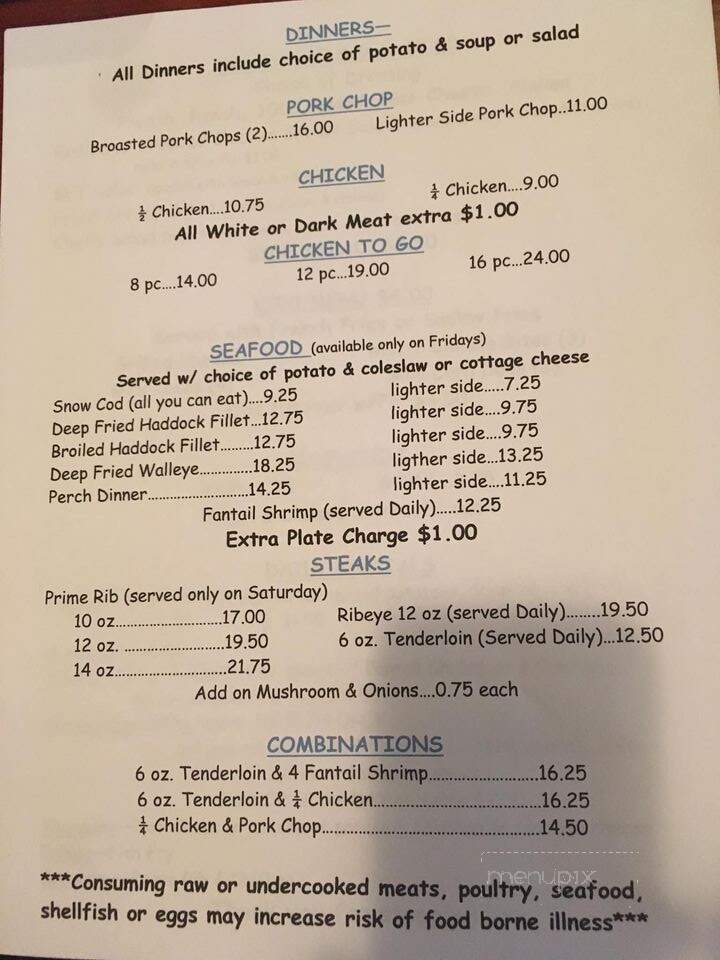 DINNERS—
All Dinners include choice of potato & soup or salad
PORK CHOP
Broasted Pork Chops (2).......16.00 Lighter Side Pork Chop..11.00
CHICKEN
½ Chicken....10.75 ¼ Chicken....9.00
All White or Dark Meat extra $1.00
CHICKEN TO GO
8 pc....14.00 12 pc...19.00 16 pc...24.00
SEAFOOD (available only on Fridays)
Served w/ choice of potato & coleslaw or cottage cheese
Snow Cod (all you can eat)....9.25 lighter side.....7.25
Deep Fried Haddock Fillet...12.75 lighter side....9.75
Broiled Haddock Fillet.........12.75 lighter side....9.75
Deep Fried Walleye..............18.25 ligther side...13.25
Perch Dinner...........................14.25 lighter side....11.25
Fantail Shrimp (served Daily).....12.25
Extra Plate Charge $1.00
STEAKS
Prime Rib (served only on Saturday)
10 oz............................17.00 Ribeye 12 oz (served Daily)........19.50
12 oz. ..........................19.50 6 oz. Tenderloin (Served Daily)...12.50
14 oz.............................21.75
Add on Mushroom & Onions....0.75 each
COMBINATIONS
6 oz. Tenderloin & 4 Fantail Shrimp..........................16.25
6 oz. Tenderloin & ¼ Chicken.......................................16.25
¼ Chicken & Pork Chop...................................................14.50
menupix
***Consuming raw or undercooked meats, poultry, seafood,
shellfish or eggs may increase risk of food borne illness***